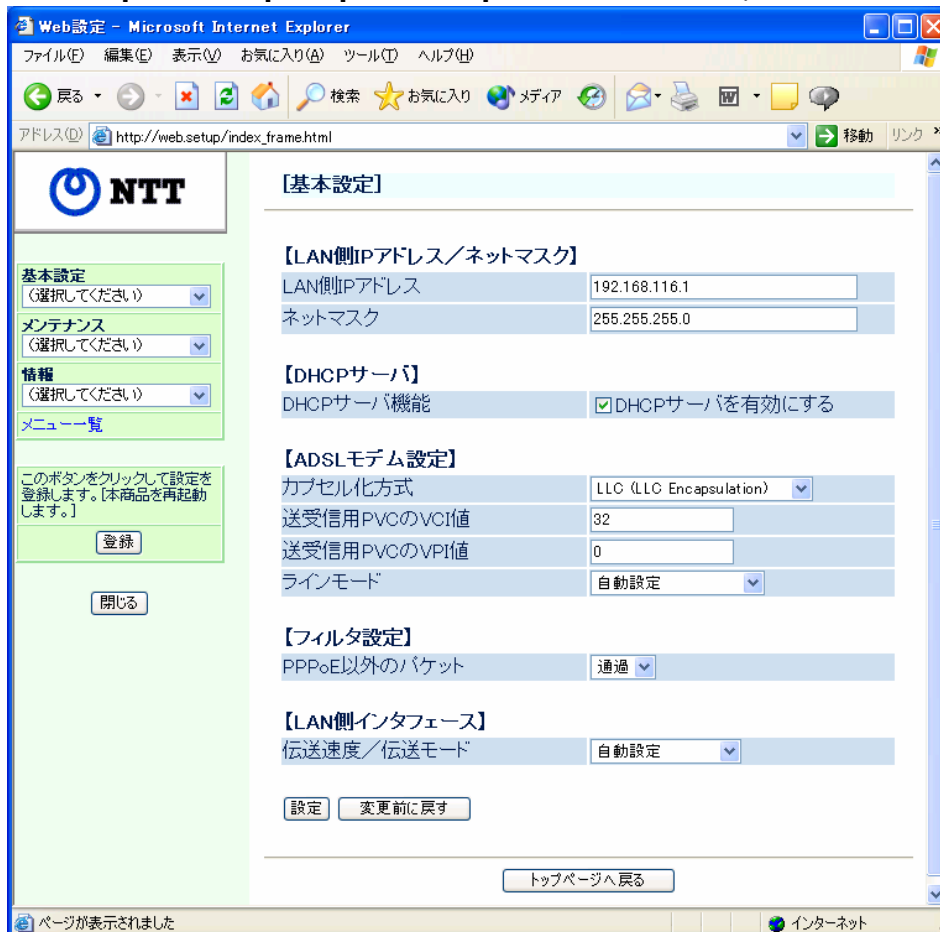 Web設定 - Microsoft Internet Explorer
ファイル(F) 編集(E) 表示(V) お気に入り(A) ツール(T) ヘルプ(H)
戻る 検索 お気に入り メディア
アドレス(D) http://web.setup/index_frame.html 移動 リンク »
NTT
基本設定
(選択してください)
メンテナンス
(選択してください)
情報
(選択してください)
メニュー一覧
このボタンをクリックして設定を
登録します。[本商品を再起動
します。]
登録
閉じる
[基本設定]
【LAN側IPアドレス/ネットマスク】
LAN側IPアドレス 192.168.116.1
ネットマスク 255.255.255.0
【DHCPサーバ】
DHCPサーバ機能 DHCPサーバを有効にする
【ADSLモデム設定】
カプセル化方式 LLC (LLC Encapsulation)
送受信用PVCのVCI値 32
送受信用PVCのVPI値 0
ラインモード 自動設定
【フィルタ設定】
PPPoE以外のパケット 通過
【LAN側インタフェース】
伝送速度/伝送モード 自動設定
設定 変更前に戻す
トップページへ戻る
ページが表示されました インターネット